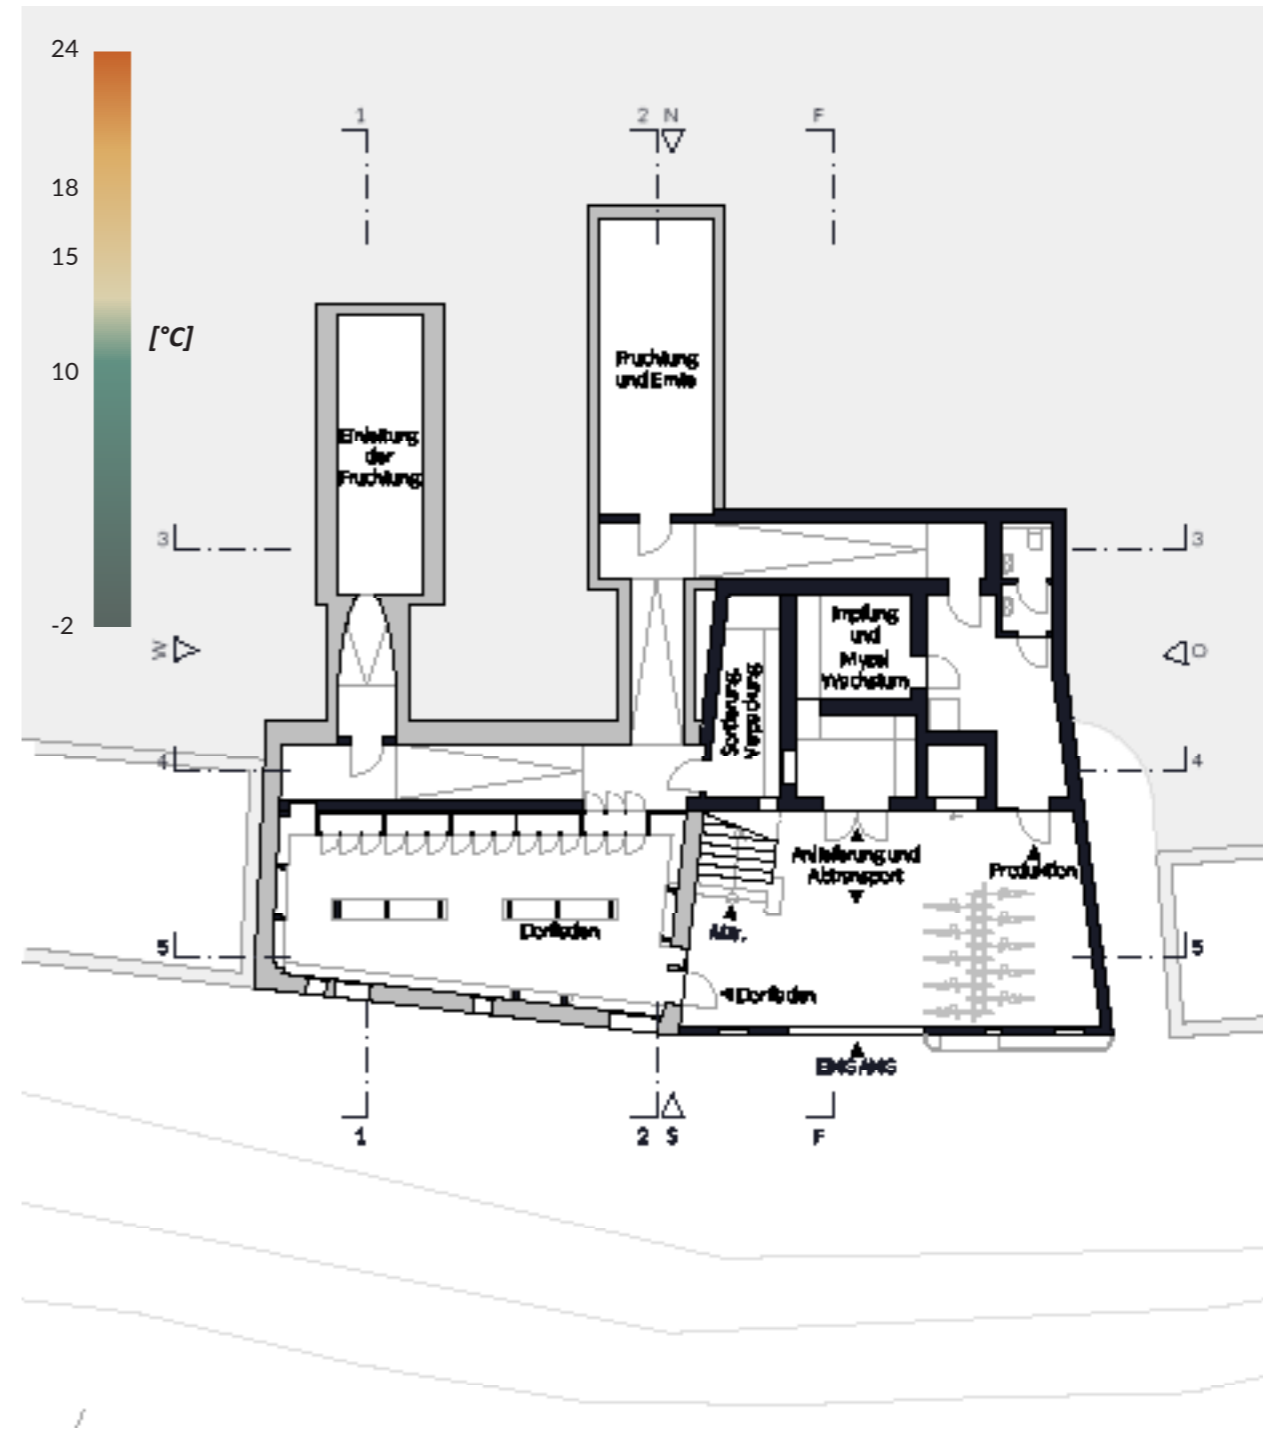 24
18
15
[°C]
10
-2
1
2 N
F
Fruchtung
und Ernte
Einleitung
der
Fruchtung
3
3
Impfung
und
Myzel
Wachstum
Sortierung-
Verpackung
W
O
4
4
Anlieferung und
Abtransport
Produktion
Dorfladen
5
5
Dorfladen
EINGANG
1
2 S
F